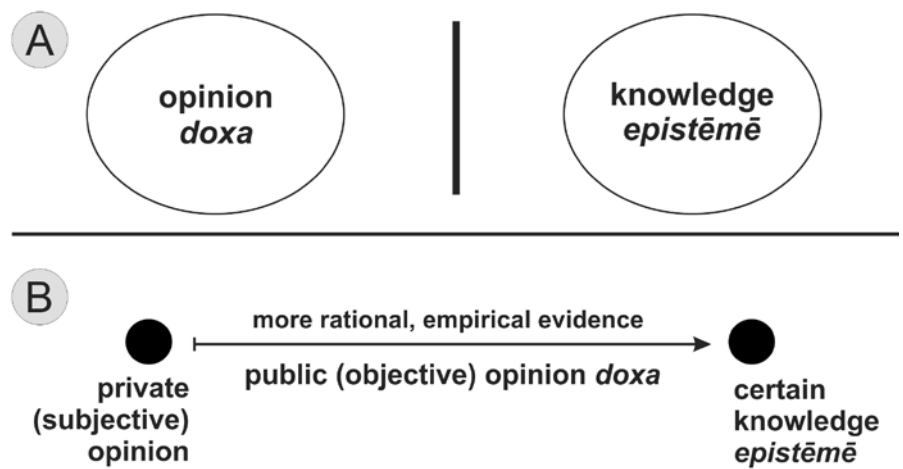 A
opinion
doxa
knowledge
epistēmē
B
more rational, empirical evidence
public (objective) opinion doxa
private
(subjective)
opinion
certain
knowledge
epistēmē